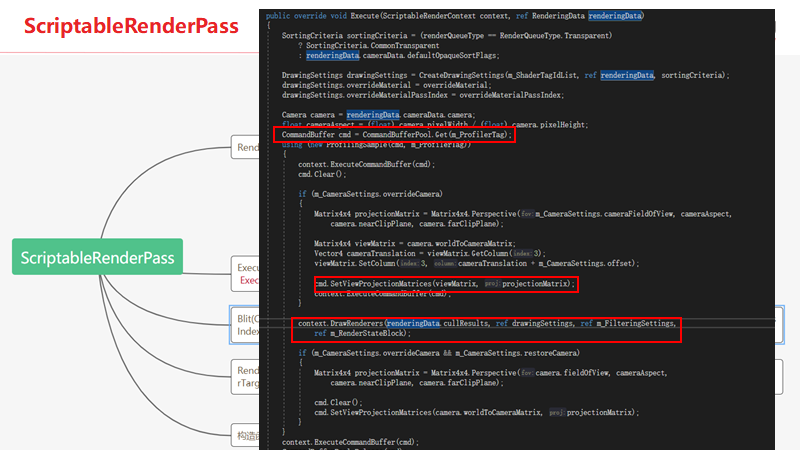 ScriptableRenderPass
public override void Execute(ScriptableRenderContext context, ref RenderingData renderingData)
{
SortingCriteria sortingCriteria = (renderQueueType == RenderQueueType.Transparent)
? SortingCriteria.CommonTransparent
: renderingData.cameraData.defaultOpaqueSortFlags;
DrawingSettings drawingSettings = CreateDrawingSettings(m_ShaderTagIdList, ref renderingData, sortingCriteria);
drawingSettings.overrideMaterial = overrideMaterial;
drawingSettings.overrideMaterialPassIndex = overrideMaterialPassIndex;
Camera camera = renderingData.cameraData.camera;
float cameraAspect = (float) camera.pixelWidth / (float) camera.pixelHeight;
CommandBuffer cmd = CommandBufferPool.Get(m_ProfilerTag);
using (new ProfilingSample(cmd, m_ProfilerTag))
{
context.ExecuteCommandBuffer(cmd);
cmd.Clear();
if (m_CameraSettings.overrideCamera)
{
Matrix4x4 projectionMatrix = Matrix4x4.Perspective(fov: m_CameraSettings.cameraFieldOfView, cameraAspect,
camera.nearClipPlane, camera.farClipPlane);
Matrix4x4 viewMatrix = camera.worldToCameraMatrix;
Vector4 cameraTranslation = viewMatrix.GetColumn(index: 3);
viewMatrix.SetColumn(index: 3, column: cameraTranslation + m_CameraSettings.offset);
cmd.SetViewProjectionMatrices(viewMatrix, proj: projectionMatrix);
context.ExecuteCommandBuffer(cmd);
}
context.DrawRenderers(renderingData.cullResults, ref drawingSettings, ref m_FilteringSettings,
ref m_RenderStateBlock);
if (m_CameraSettings.overrideCamera && m_CameraSettings.restoreCamera)
{
Matrix4x4 projectionMatrix = Matrix4x4.Perspective(fov: camera.fieldOfView, cameraAspect,
camera.nearClipPlane, camera.farClipPlane);
cmd.Clear();
cmd.SetViewProjectionMatrices(camera.worldToCameraMatrix, proj: projectionMatrix);
}
}
context.ExecuteCommandBuffer(cmd);
ScriptableRenderPass
Rend
Execu
Exec
Blit(C
Index
Rend
rTarg
构造函